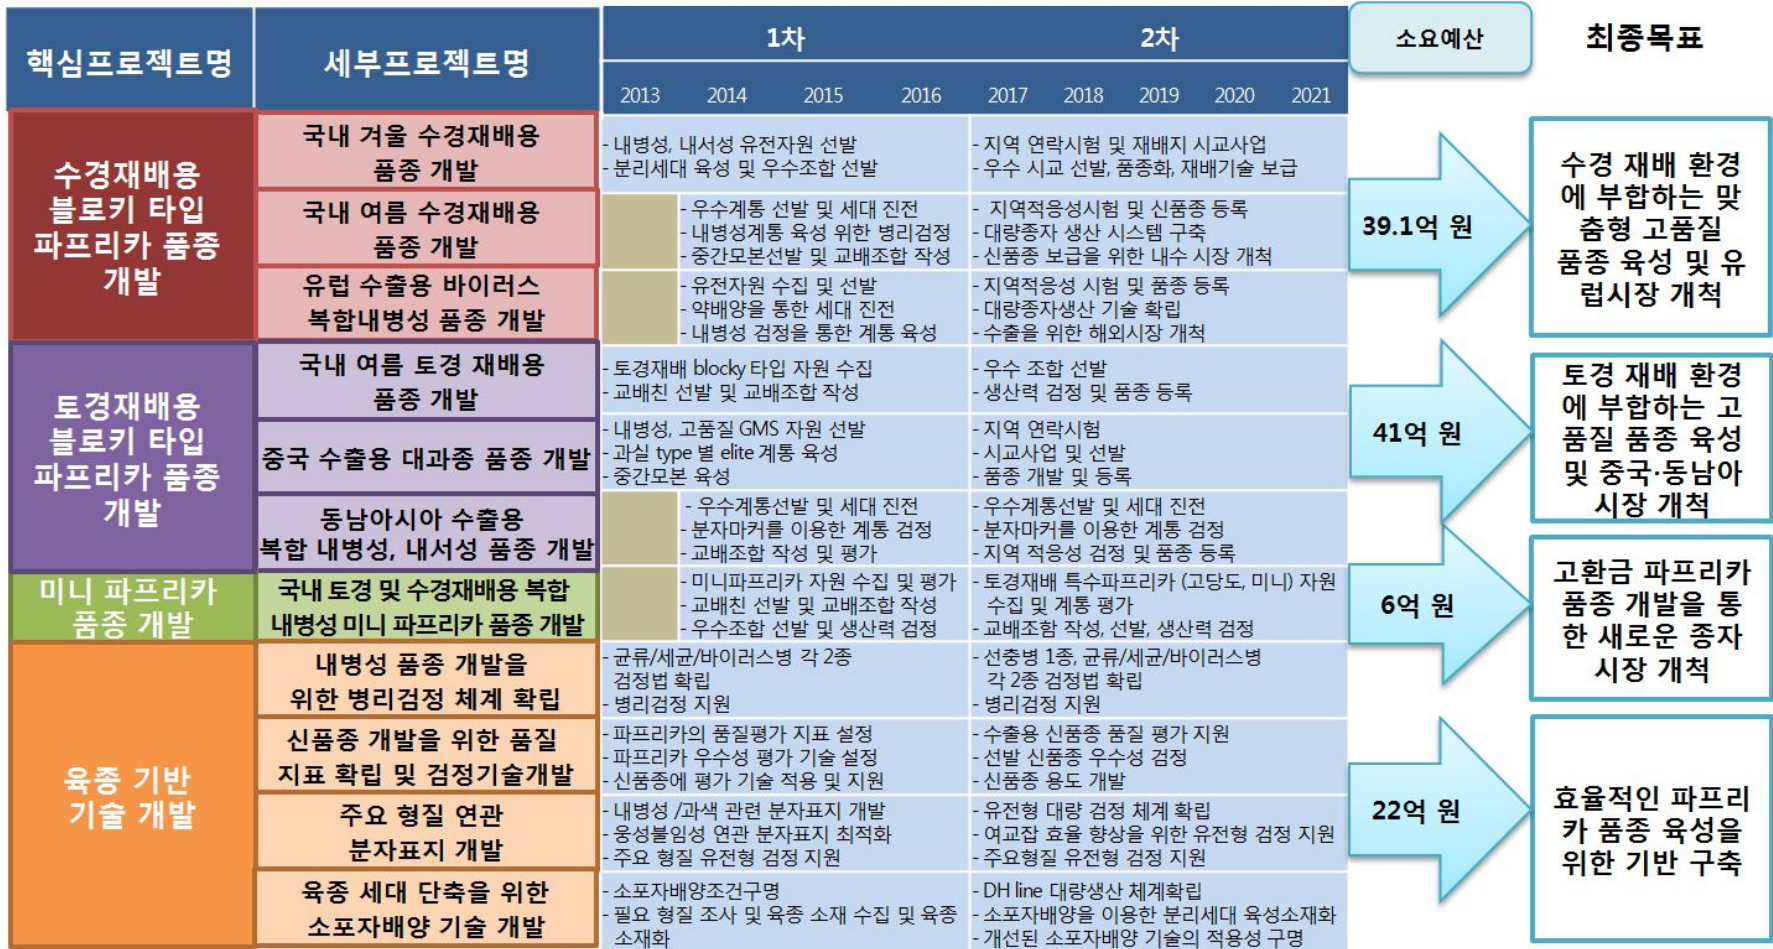 핵심프로젝트명
세부프로젝트명
1차
2차
2013 2014 2015 2016 2017 2018 2019 2020 2021
소요예산
최종목표
수경재배용
블로키 타입
파프리카 품종
개발
국내 겨울 수경재배용
품종 개발
- 내병성, 내서성 유전자원 선발
- 분리세대 육성 및 우수조합 선발
- 지역 연락시험 및 재배지 시교사업
- 우수 시교 선발, 품종화, 재배기술 보급
국내 여름 수경재배용
품종 개발
- 우수계통 선발 및 세대 진전
- 내병성계통 육성 위한 병리검정
- 중간모본선발 및 교배조합 작성
- 지역적응성시험 및 신품종 등록
- 대량종자 생산 시스템 구축
- 신품종 보급을 위한 내수 시장 개척
유럽 수출용 바이러스
복합내병성 품종 개발
- 유전자원 수집 및 선발
- 약배양을 통한 세대 진전
- 내병성 검정을 통한 계통 육성
- 지역적응성 시험 및 품종 등록
- 대량종자생산 기술 확립
- 수출을 위한 해외시장 개척
39.1억 원
수경 재배 환경
에 부합하는 맞
춤형 고품질
품종 육성 및 유
럽시장 개척
토경재배용
블로키 타입
파프리카 품종
개발
국내 여름 토경 재배용
품종 개발
- 토경재배 blocky 타입 자원 수집
- 교배친 선발 및 교배조합 작성
- 우수 조합 선발
- 생산력 검정 및 품종 등록
중국 수출용 대과종 품종 개발
- 내병성, 고품질 GMS 자원 선발
- 과실 type 별 elite 계통 육성
- 중간모본 육성
- 지역 연락시험
- 시교사업 및 선발
- 품종 개발 및 등록
동남아시아 수출용
복합 내병성, 내서성 품종 개발
- 우수계통선발 및 세대 진전
- 분자마커를 이용한 계통 검정
- 교배조합 작성 및 평가
- 우수계통선발 및 세대 진전
- 분자마커를 이용한 계통 검정
- 지역 적응성 검정 및 품종 등록
41억 원
토경 재배 환경
에 부합하는 고
품질 품종 육성
및 중국·동남아
시장 개척
미니 파프리카
품종 개발
국내 토경 및 수경재배용 복합
내병성 미니 파프리카 품종 개발
- 미니파프리카 자원 수집 및 평가
- 교배친 선발 및 교배조합 작성
- 우수조합 선발 및 생산력 검정
- 토경재배 특수파프리카 (고당도, 미니) 자원
수집 및 계통 평가
- 교배조합 작성, 선발, 생산력 검정
6억 원
고환금 파프리카
품종 개발을 통
한 새로운 종자
시장 개척
육종 기반
기술 개발
내병성 품종 개발을
위한 병리검정 체계 확립
- 균류/세균/바이러스병 각 2종
검정법 확립
- 병리검정 지원
- 선충병 1종, 균류/세균/바이러스병
각 2종 검정법 확립
- 병리검정 지원
신품종 개발을 위한 품질
지표 확립 및 검정기술개발
- 파프리카의 품질평가 지표 설정
- 파프리카 우수성 평가 기술 설정
- 신품종에 평가 기술 적용 및 지원
- 수출용 신품종 품질 평가 지원
- 선발 신품종 우수성 검정
- 신품종 용도 개발
주요 형질 연관
분자표지 개발
- 내병성 /과색 관련 분자표지 개발
- 웅성불임성 연관 분자표지 최적화
- 주요 형질 유전형 검정 지원
- 유전형 대량 검정 체계 확립
- 여교잡 효율 향상을 위한 유전형 검정 지원
- 주요형질 유전형 검정 지원
육종 세대 단축을 위한
소포자배양 기술 개발
- 소포자배양조건구명
- 필요 형질 조사 및 육종 소재 수집 및 육종
소재화
- DH line 대량생산 체계확립
- 소포자배양을 이용한 분리세대 육성소재화
- 개선된 소포자배양 기술의 적용성 구명
22억 원
효율적인 파프리
카 품종 육성을
위한 기반 구축